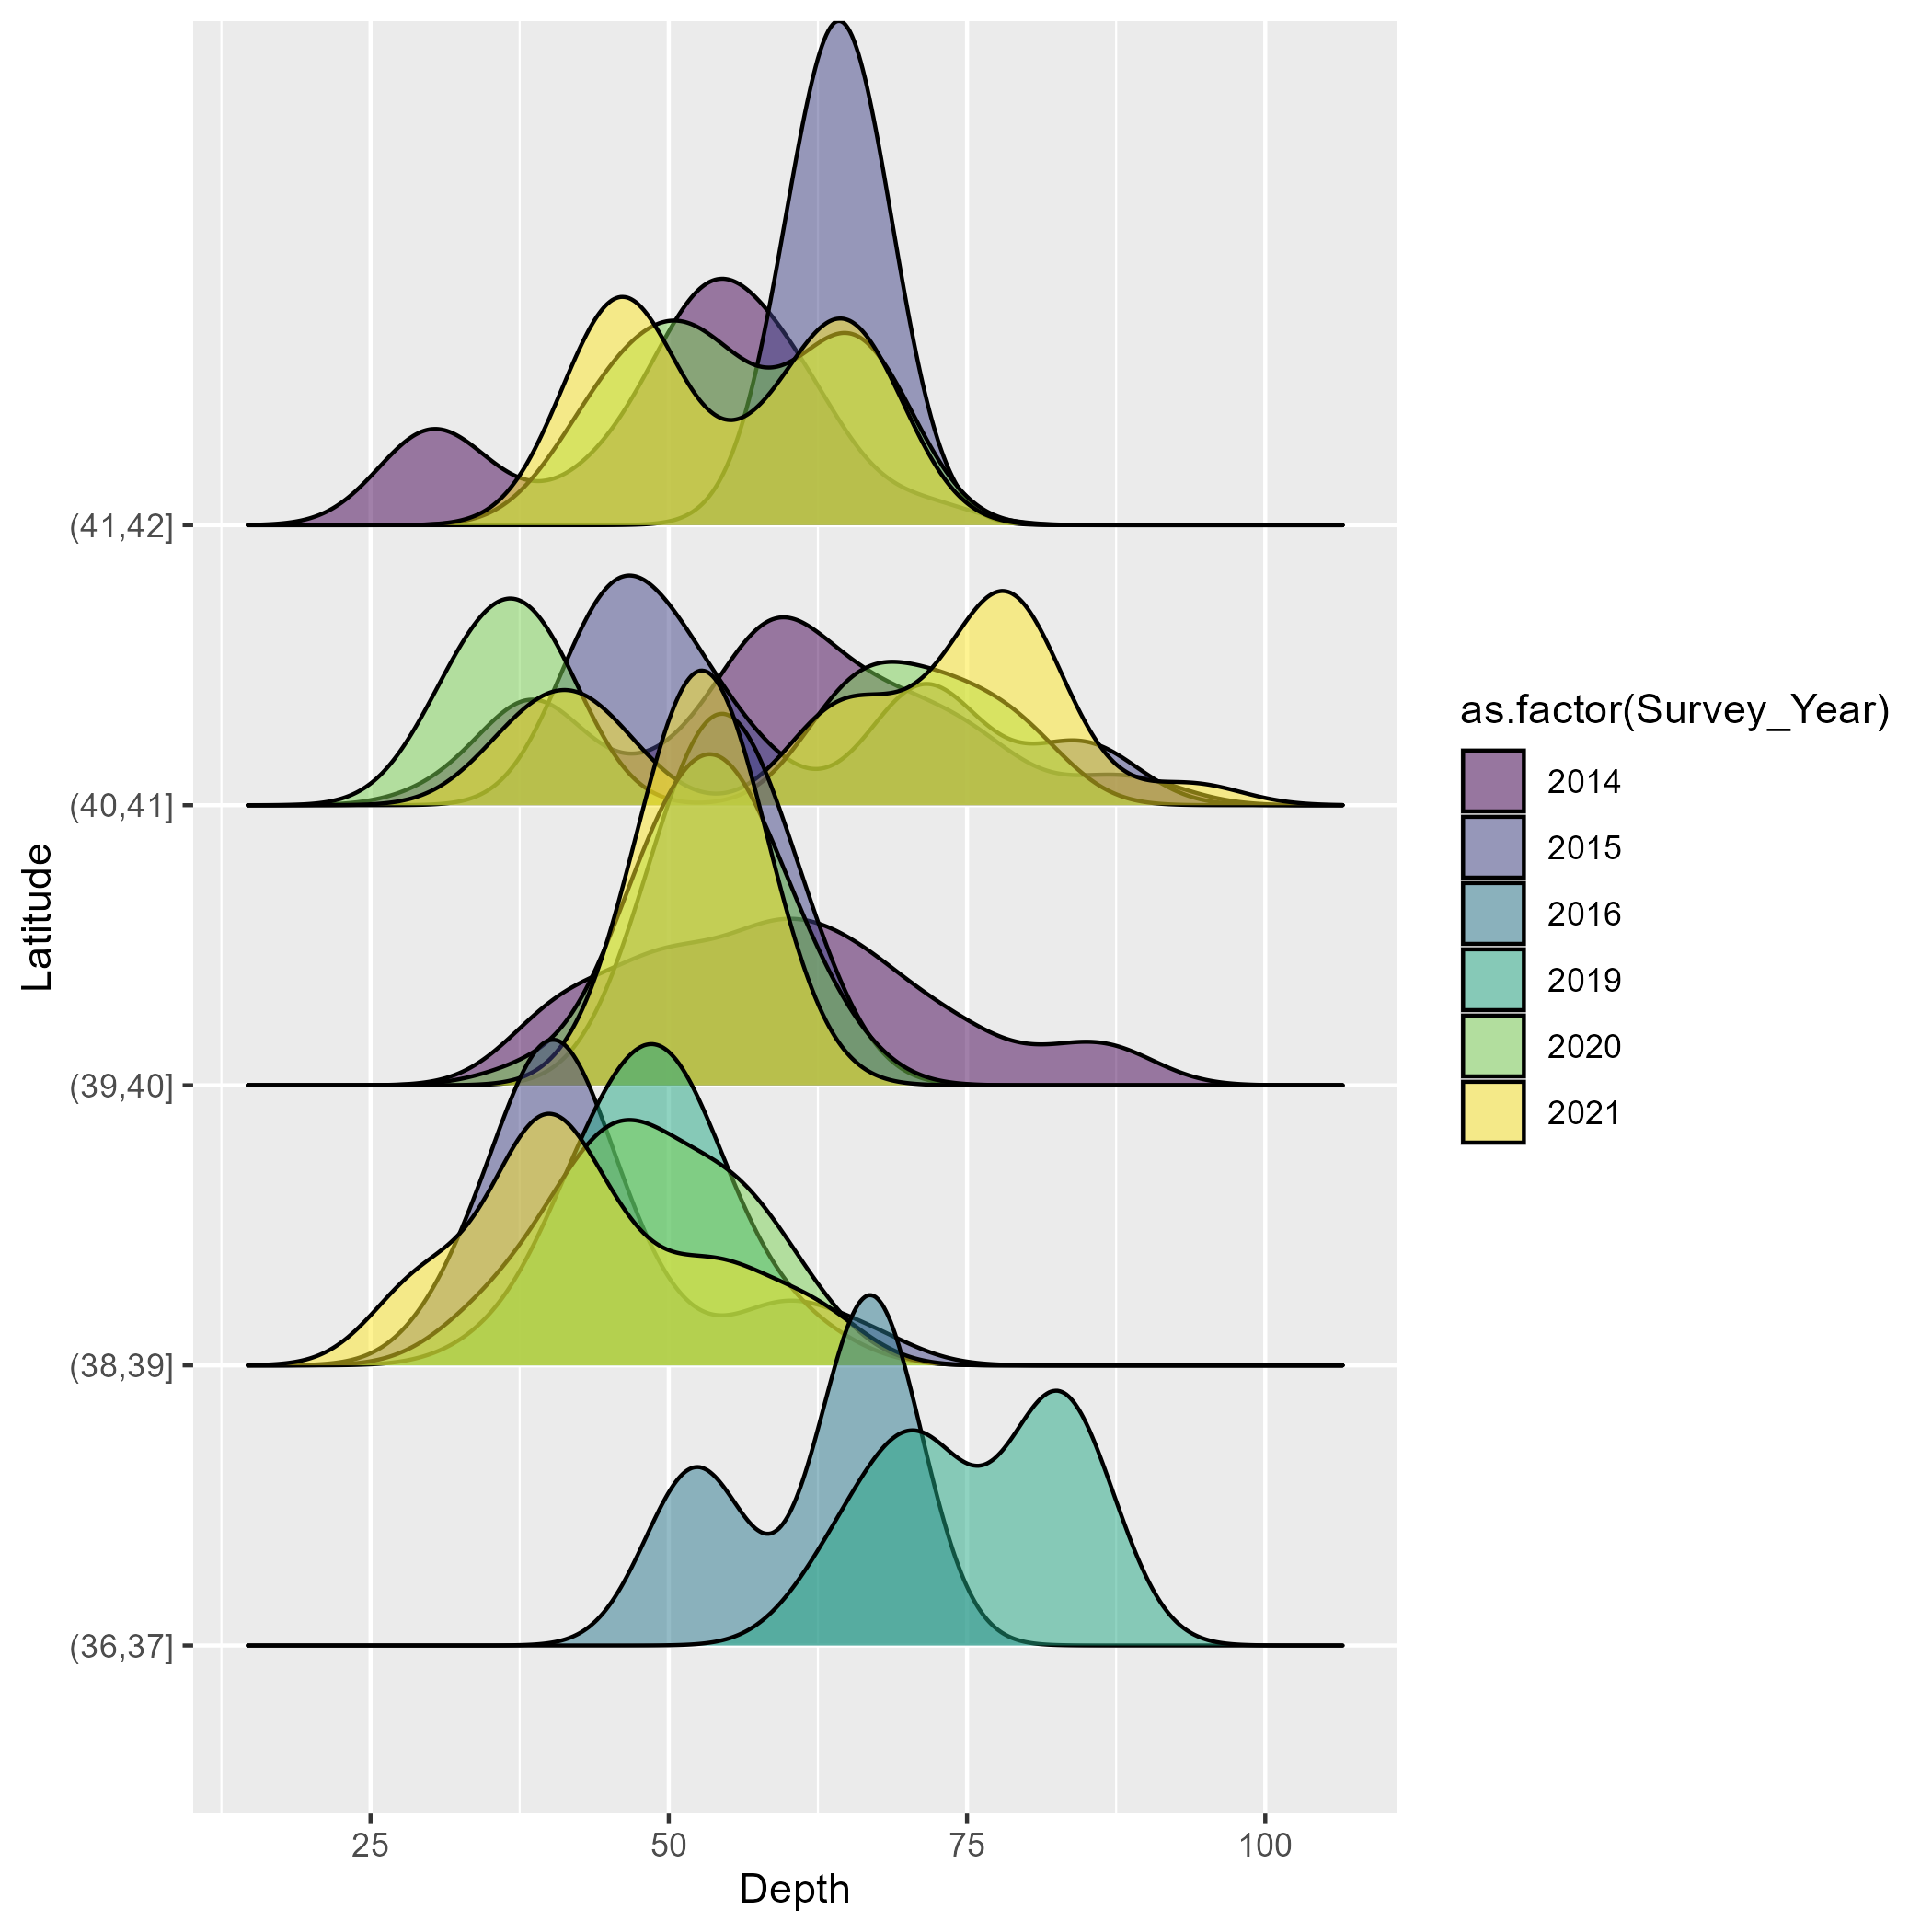 (41,42]
(40,41]
(39,40]
(38,39]
(36,37]
Latitude
25 50 75 100
Depth
as.factor(Survey_Year)
2014
2015
2016
2019
2020
2021